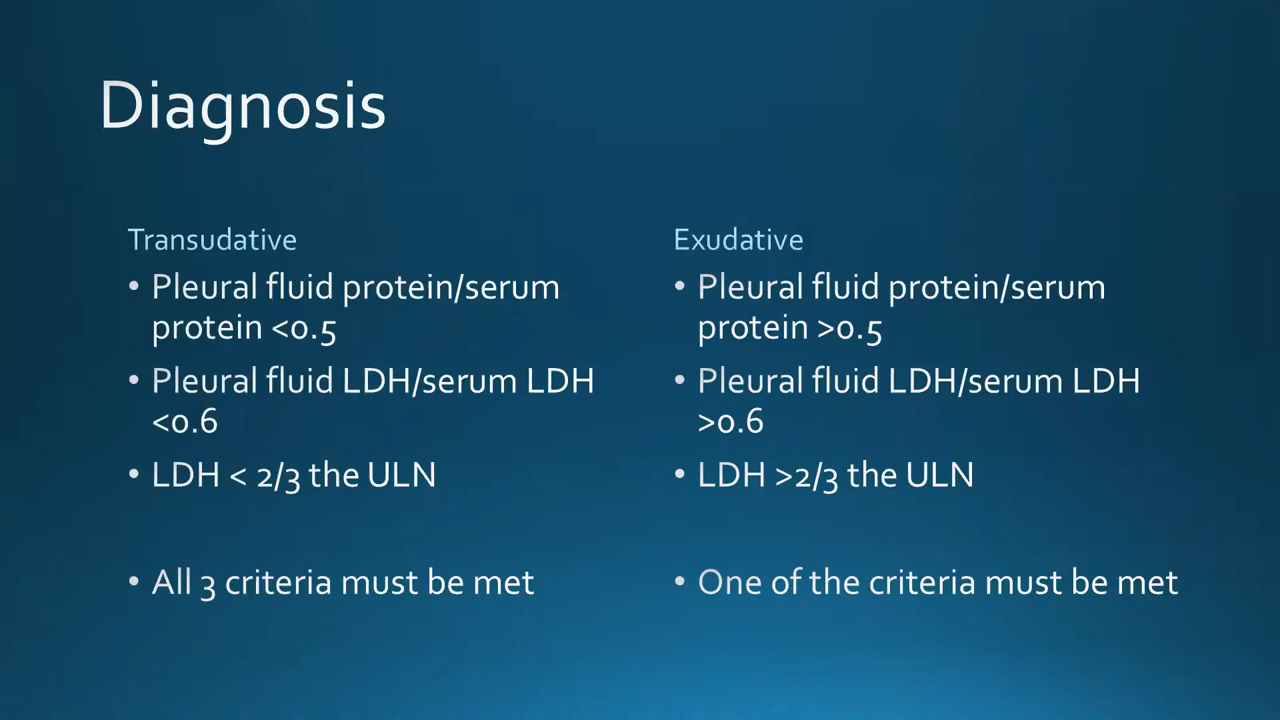 Diagnosis
Transudative
• Pleural fluid protein/serum
protein <0.5
• Pleural fluid LDH/serum LDH
<0.6
• LDH < 2/3 the ULN
• All 3 criteria must be met
Exudative
• Pleural fluid protein/serum
protein >0.5
• Pleural fluid LDH/serum LDH
>0.6
• LDH >2/3 the ULN
• One of the criteria must be met